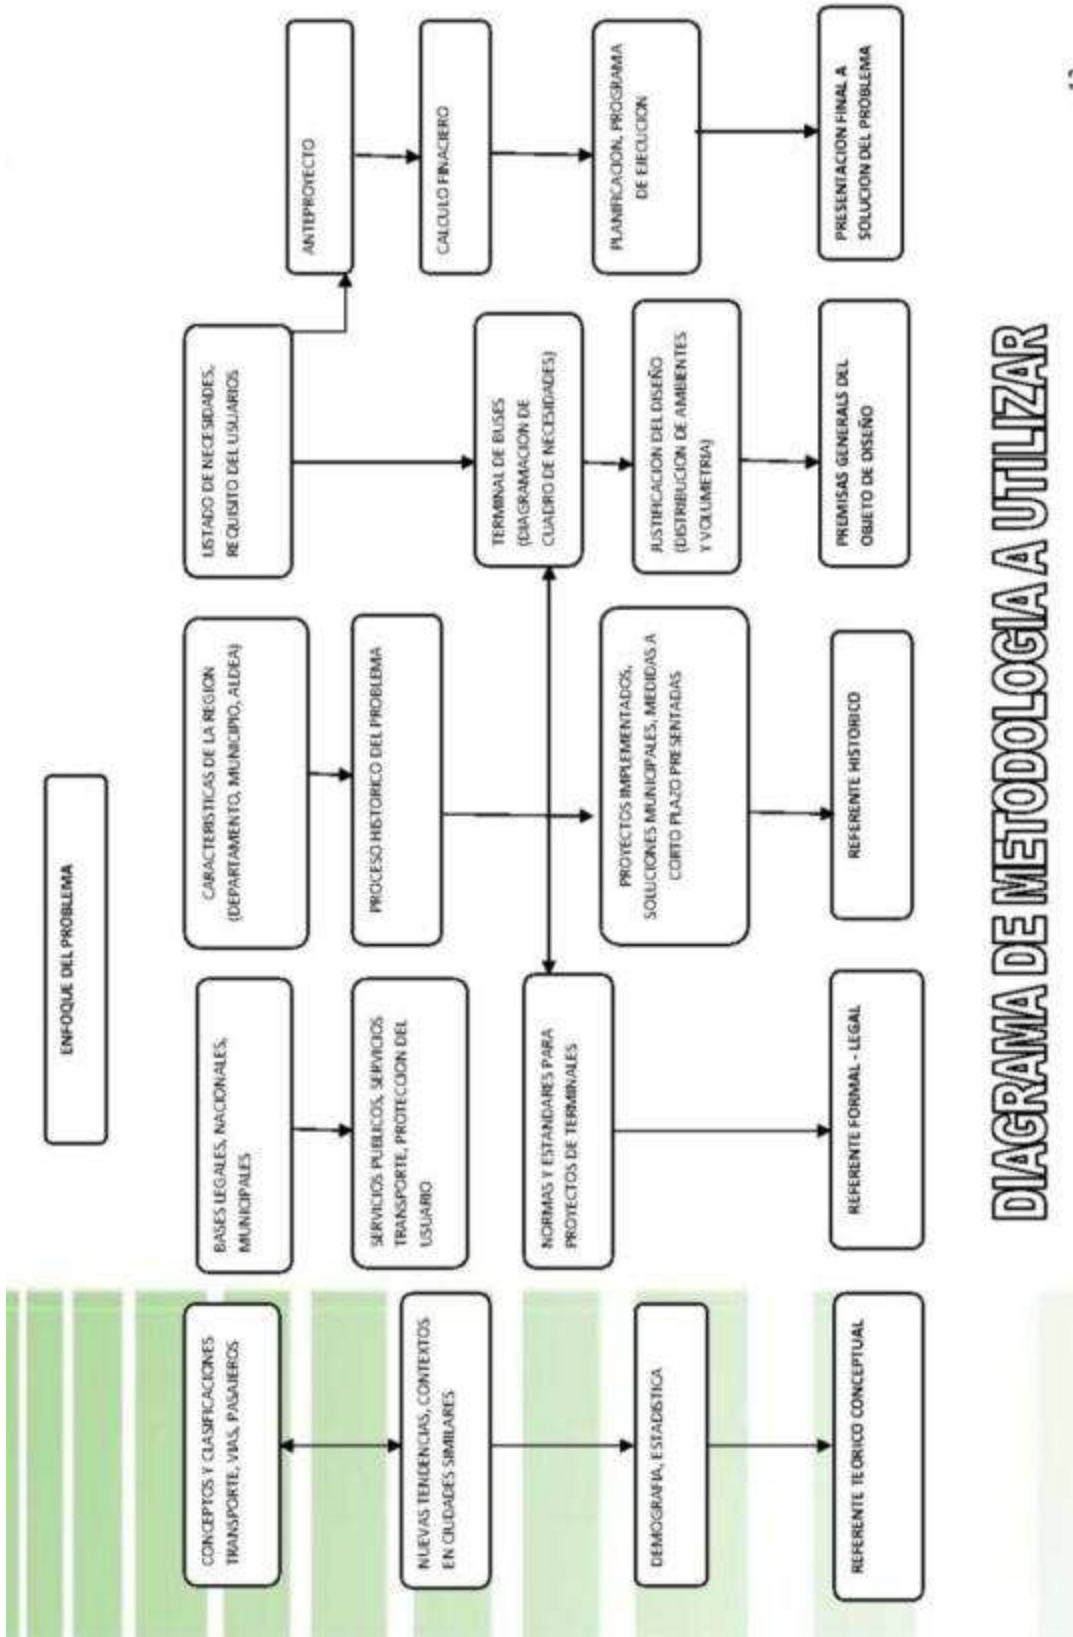 ENFOQUE DEL PROBLEMA
CONCEPTOS Y CLASIFICACIONES
TRANSPORTE, VIAS, PASAJEROS
NUEVAS TENDENCIAS, CONTEXTOS
EN CIUDADES SIMILARES
DEMOGRAFIA, ESTADISTICA
REFERENTE TEORICO CONCEPTUAL
BASES LEGALES, NACIONALES,
MUNICIPALES
SERVICIOS PUBLICOS, SERVICIOS
TRANSPORTE, PROTECCION DEL
USUARIO
NORMAS Y ESTANDARES PARA
PROYECTOS DE TERMINALES
REFERENTE FORMAL - LEGAL
CARACTERISTICAS DE LA REGION
(DEPARTAMENTO, MUNICIPIO, ALDEA)
PROCESO HISTORICO DEL PROBLEMA
PROYECTOS IMPLEMENTADOS,
SOLUCIONES MUNICIPALES, MEDIDAS A
CORTO PLAZO PRESENTADAS
REFERENTE HISTORICO
LISTADO DE NECESIDADES,
REQUISITO DEL USUARIOS
TERMINAL DE BUSES
(DIAGRAMACION DE
CUADRO DE NECESIDADES)
JUSTIFICACION DEL DISEÑO
(DISTRIBUCION DE AMBIENTES
Y VOLUMETRIA)
PREMISAS GENERALS DEL
OBJETO DE DISEÑO
ANTEPROYECTO
CALCULO FINACIERO
PLANIFICACION, PROGRAMA
DE EJECUCION
PRESENTACION FINAL A
SOLUCION DEL PROBLEMA
DIAGRAMA DE METODOLOGIA A UTILIZAR